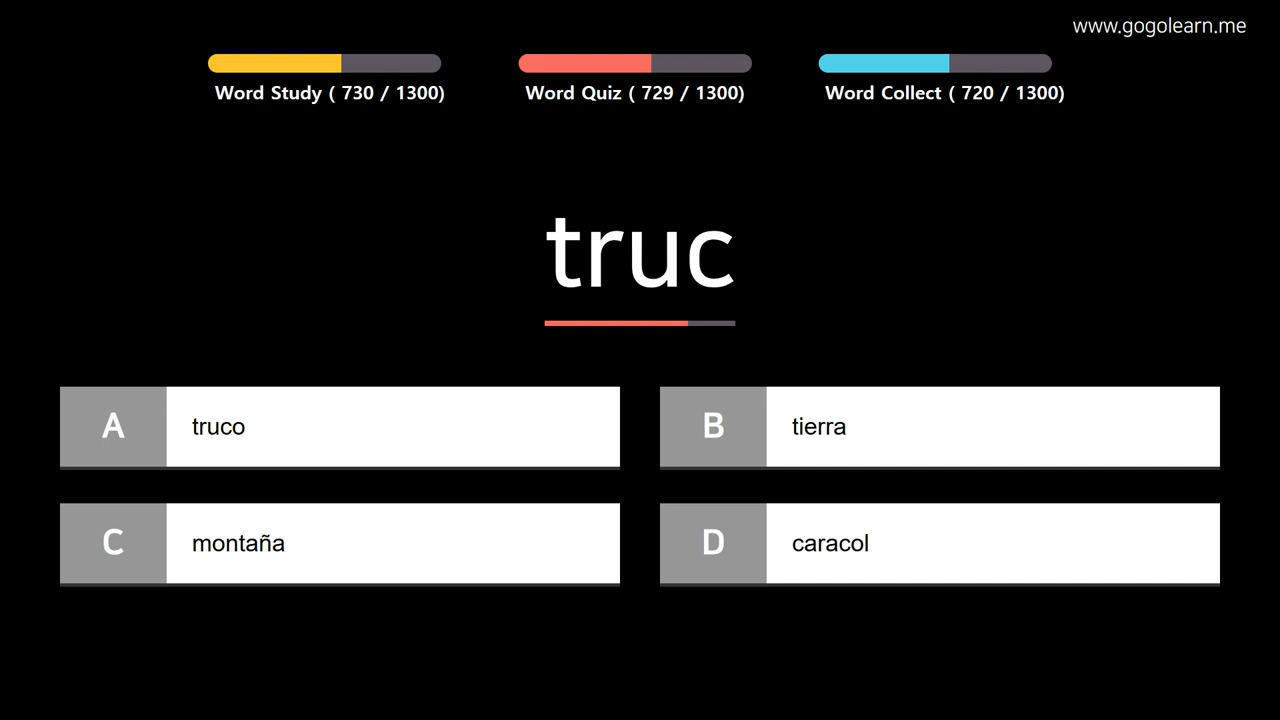 www.gogolearn.me
Word Study ( 730 / 1300)
Word Quiz ( 729 / 1300)
Word Collect ( 720 / 1300)
truc
A truco
B tierra
C montaña
D caracol